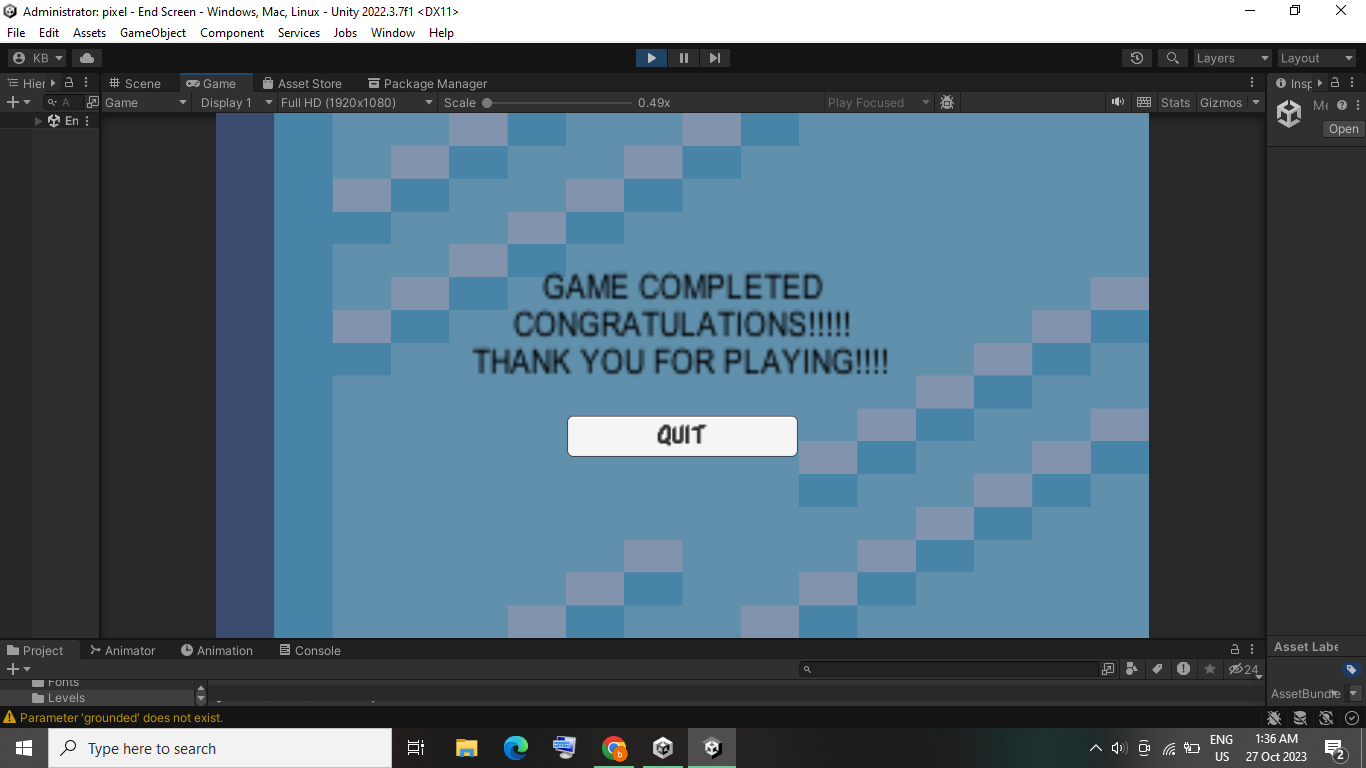 Administrator: pixel - End Screen - Windows, Mac, Linux - Unity 2022.3.7f1 <DX11>
File Edit Assets GameObject Component Services Jobs Window Help
KB Layers Layout
Hier Scene Game Asset Store Package Manager Insp
A Game Display 1 Full HD (1920x1080) Scale 0.49x Play Focused Stats Gizmos Me
En
Open
GAME COMPLETED
CONGRATULATIONS!!!!!
THANK YOU FOR PLAYING!!!!
QUIT
Project Animator Animation Console Asset Labe
24
Fonts
Levels AssetBundle
Parameter 'grounded' does not exist.
Type here to search
ENG
US
1:36 AM
27 Oct 2023
2